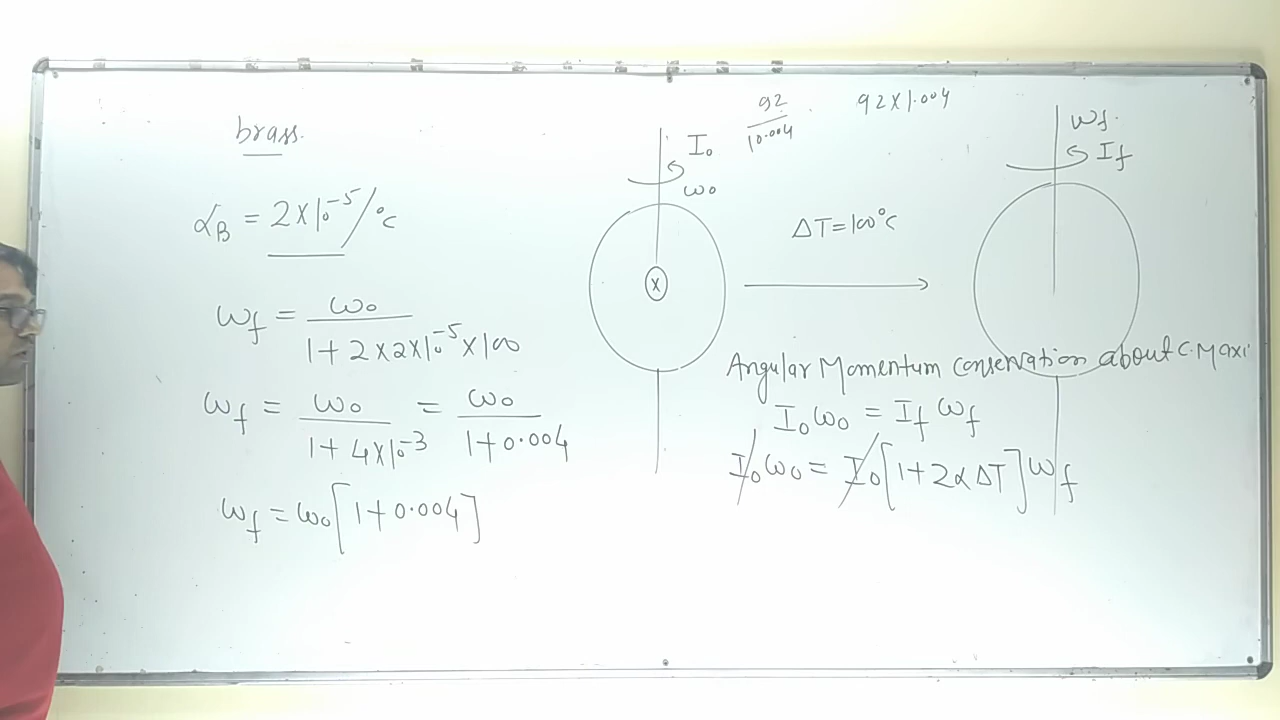 brass.
α_B = 2×10⁻⁵/°C
ω_f = ω₀ / (1 + 2×2×10⁻⁵×100)
ω_f = ω₀ / (1 + 4×10⁻³) = ω₀ / (1 + 0.004)
ω_f = ω₀[1 + 0.004]
92 / 10.004
92×1.004
I₀
ω₀
x
ΔT = 100°C
ω_f.
I_f
Angular Momentum conservation about C.M axi
I₀ω₀ = I_f ω_f
I₀ω₀ = I₀[1 + 2αΔT]ω_f